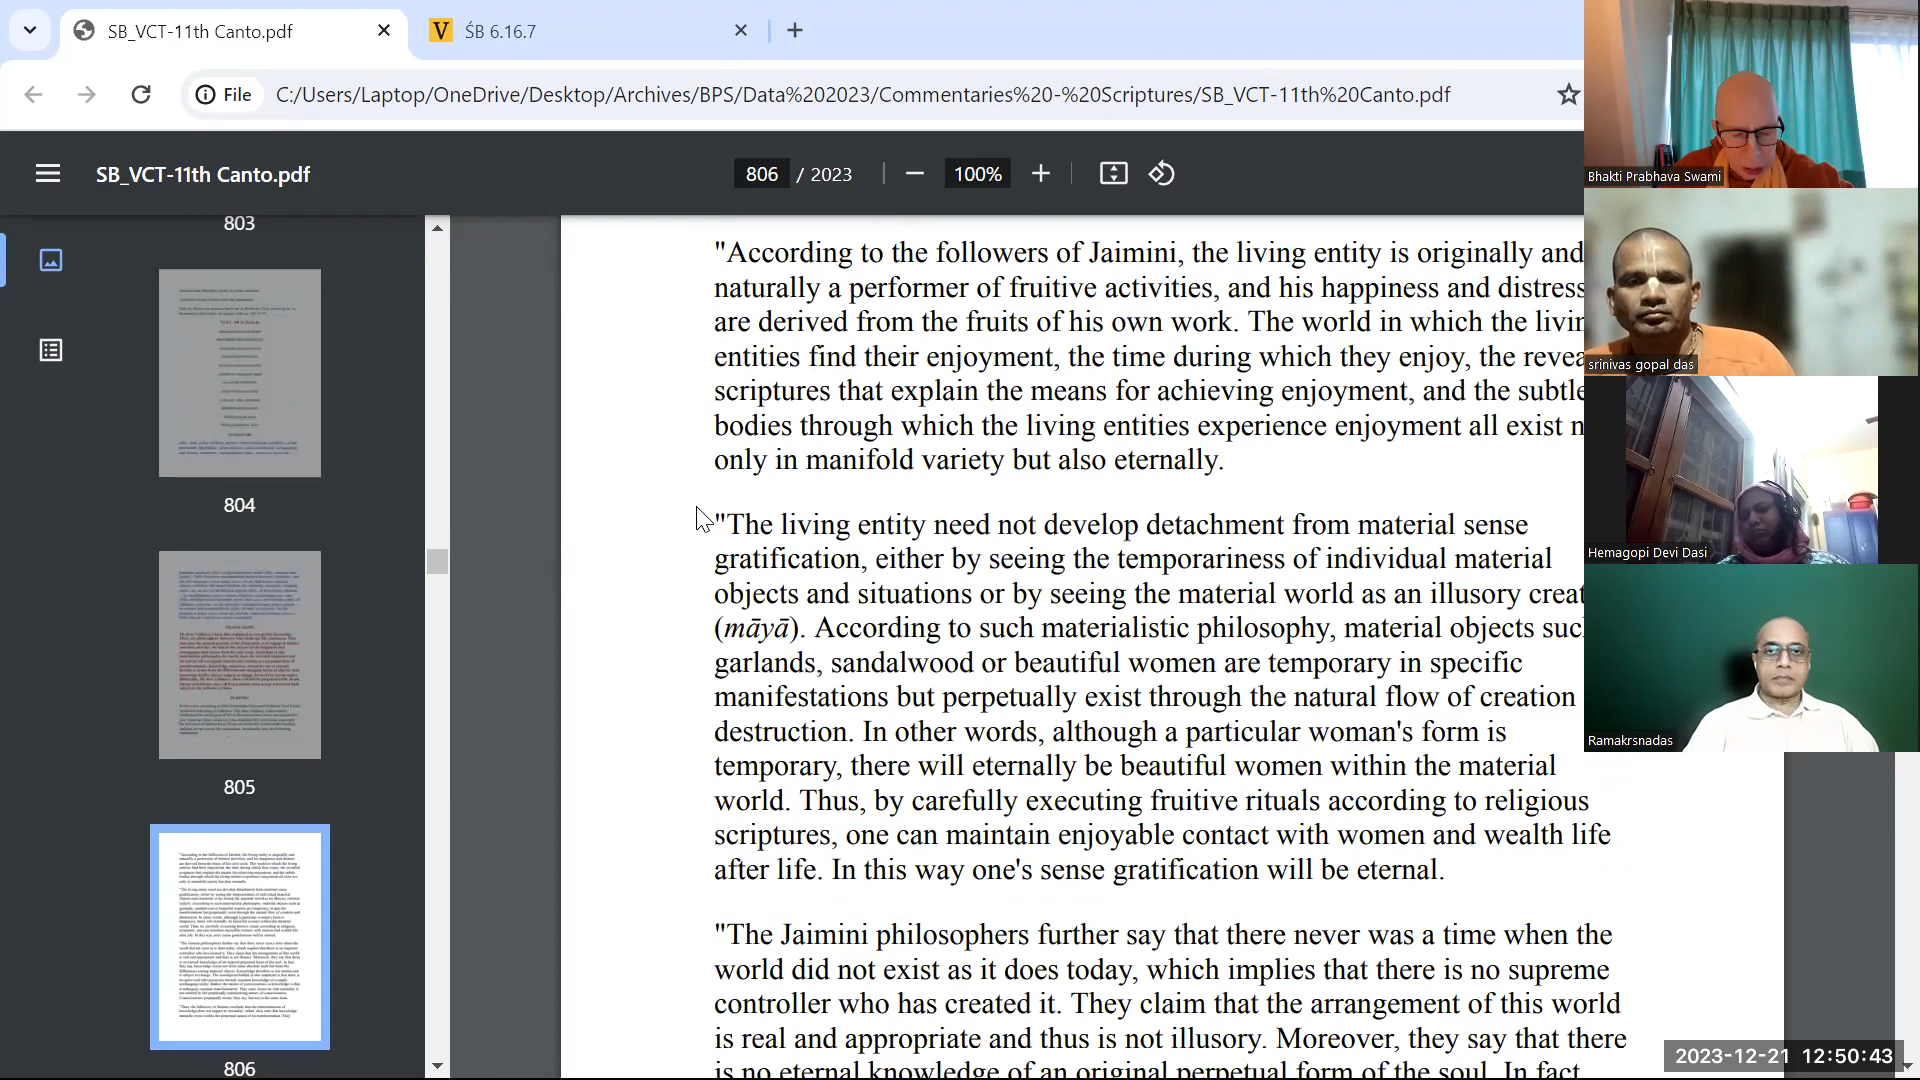 SB_VCT-11th Canto.pdf
ŚB 6.16.7
File
C:/Users/Laptop/OneDrive/Desktop/Archives/BPS/Data%202023/Commentaries%20-%20Scriptures/SB_VCT-11th%20Canto.pdf
SB_VCT-11th Canto.pdf
806 / 2023
100%
803
804
805
806
"According to the followers of Jaimini, the living entity is originally and
naturally a performer of fruitive activities, and his happiness and distress
are derived from the fruits of his own work. The world in which the
entities find their enjoyment, the time during which they enjoy, the
scriptures that explain the means for achieving enjoyment, and the subtle
bodies through which the living entities experience enjoyment all exist
only in manifold variety but also eternally.
"The living entity need not develop detachment from material sense
gratification, either by seeing the temporariness of individual material
objects and situations or by seeing the material world as an illusory
(māyā). According to such materialistic philosophy, material objects
garlands, sandalwood or beautiful women are temporary in specific
manifestations but perpetually exist through the natural flow of creation
destruction. In other words, although a particular woman's form is
temporary, there will eternally be beautiful women within the material
world. Thus, by carefully executing fruitive rituals according to religious
scriptures, one can maintain enjoyable contact with women and wealth life
after life. In this way one's sense gratification will be eternal.
"The Jaimini philosophers further say that there never was a time when the
world did not exist as it does today, which implies that there is no supreme
controller who has created it. They claim that the arrangement of this world
is real and appropriate and thus is not illusory. Moreover, they say that there
is no eternal knowledge of an original perpetual form of the soul. In fact,
Bhakti Prabhava Swami
srinivas gopal das
Hemagopi Devi Dasi
Ramakrsnadas
2023-12-21 12:50:43